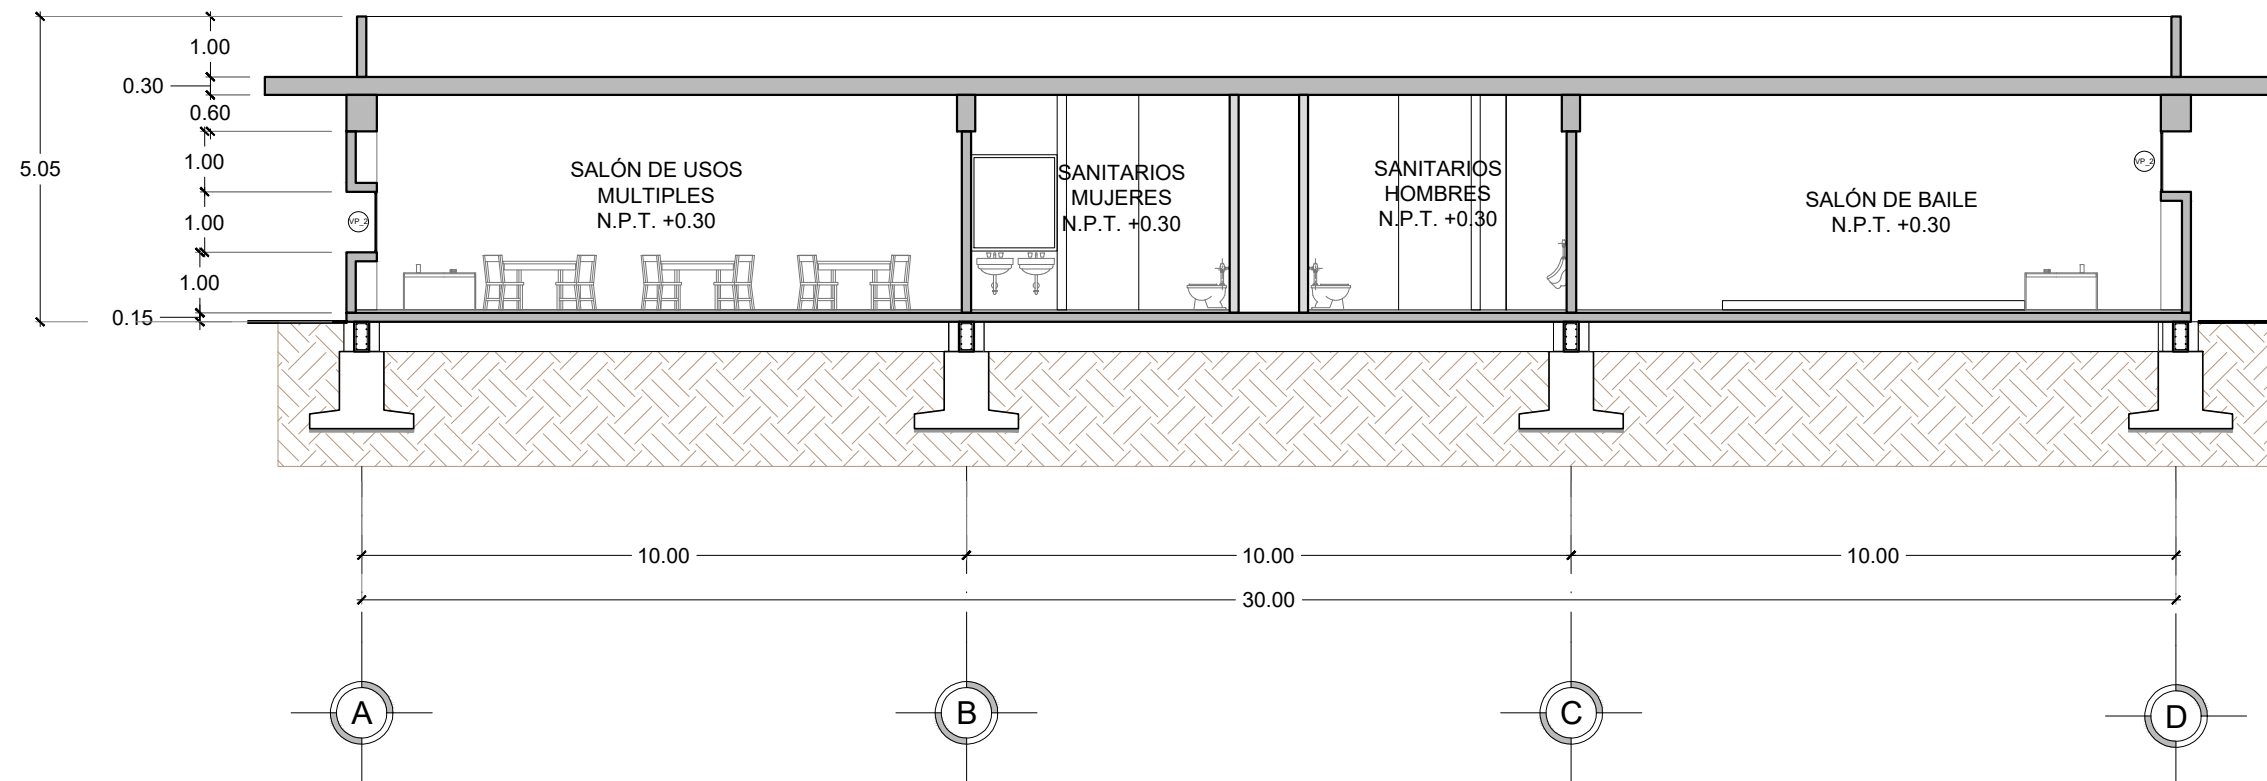 1.00
0.30
0.60
1.00
5.05
1.00
1.00
0.15
VP_2
SALÓN DE USOS
MULTIPLES
N.P.T. +0.30
SANITARIOS
MUJERES
N.P.T. +0.30
SANITARIOS
HOMBRES
N.P.T. +0.30
VP_2
SALÓN DE BAILE
N.P.T. +0.30
10.00
10.00
10.00
30.00
A
B
C
D